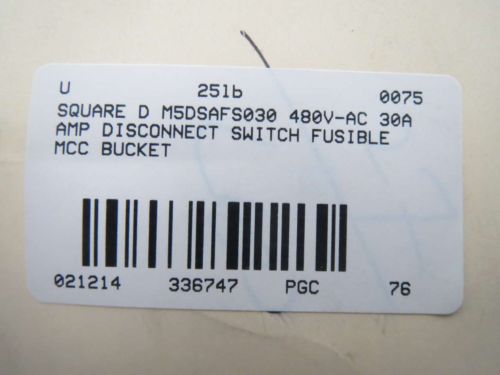 U 251b 0075
SQUARE D M5DSAFS030 480V-AC 30A
AMP DISCONNECT SWITCH FUSIBLE
MCC BUCKET
021214 336747 PGC 76